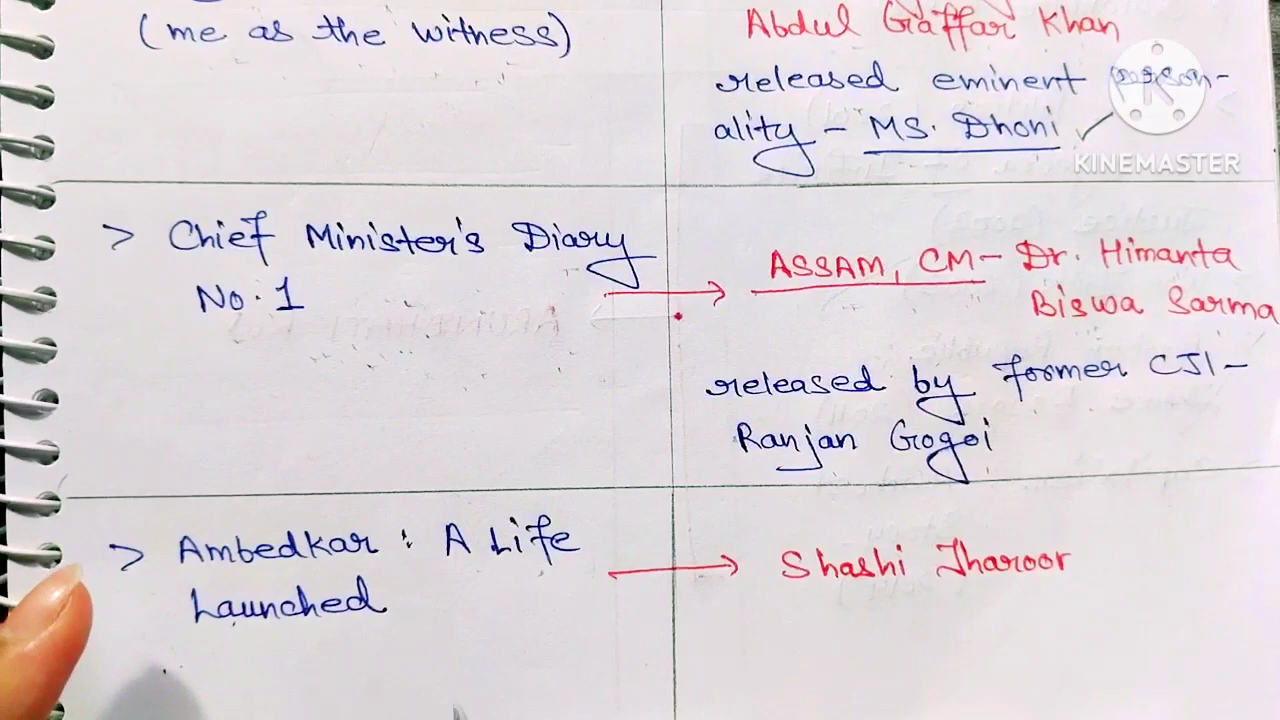 (me as the witness)
Abdul Gaffar Khan
released eminent person-
ality - MS. Dhoni ✓
KINEMASTER
> Chief Minister's Diary
No. 1
→ ASSAM, CM - Dr. Himanta
Biswa Sarma
released by former CJI -
Ranjan Gogoi
> Ambedkar : A Life
Launched
→ Shashi Tharoor